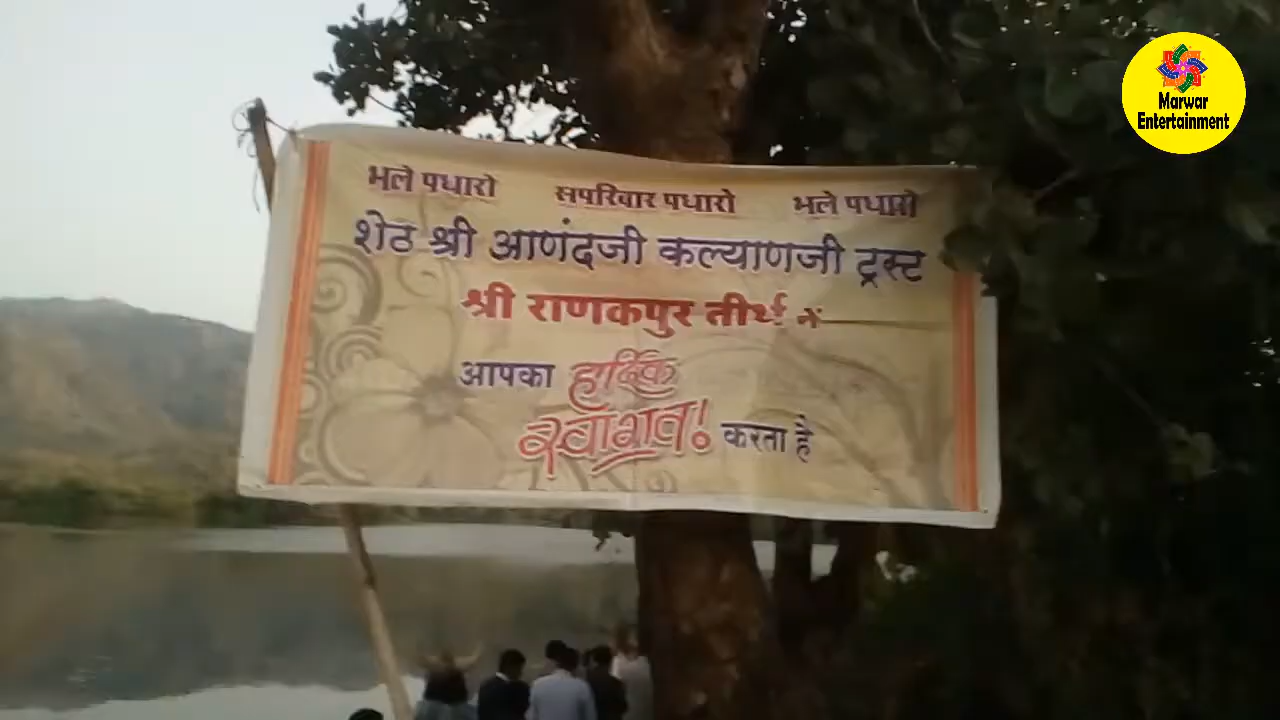 भले पधारो सपरिवार पधारो भले पधारो
शेठ श्री आणंदजी कल्याणजी ट्रस्ट
श्री राणकपुर तीर्थ में
आपका हार्दिक
स्वागत! करता है
Marwar
Entertainment